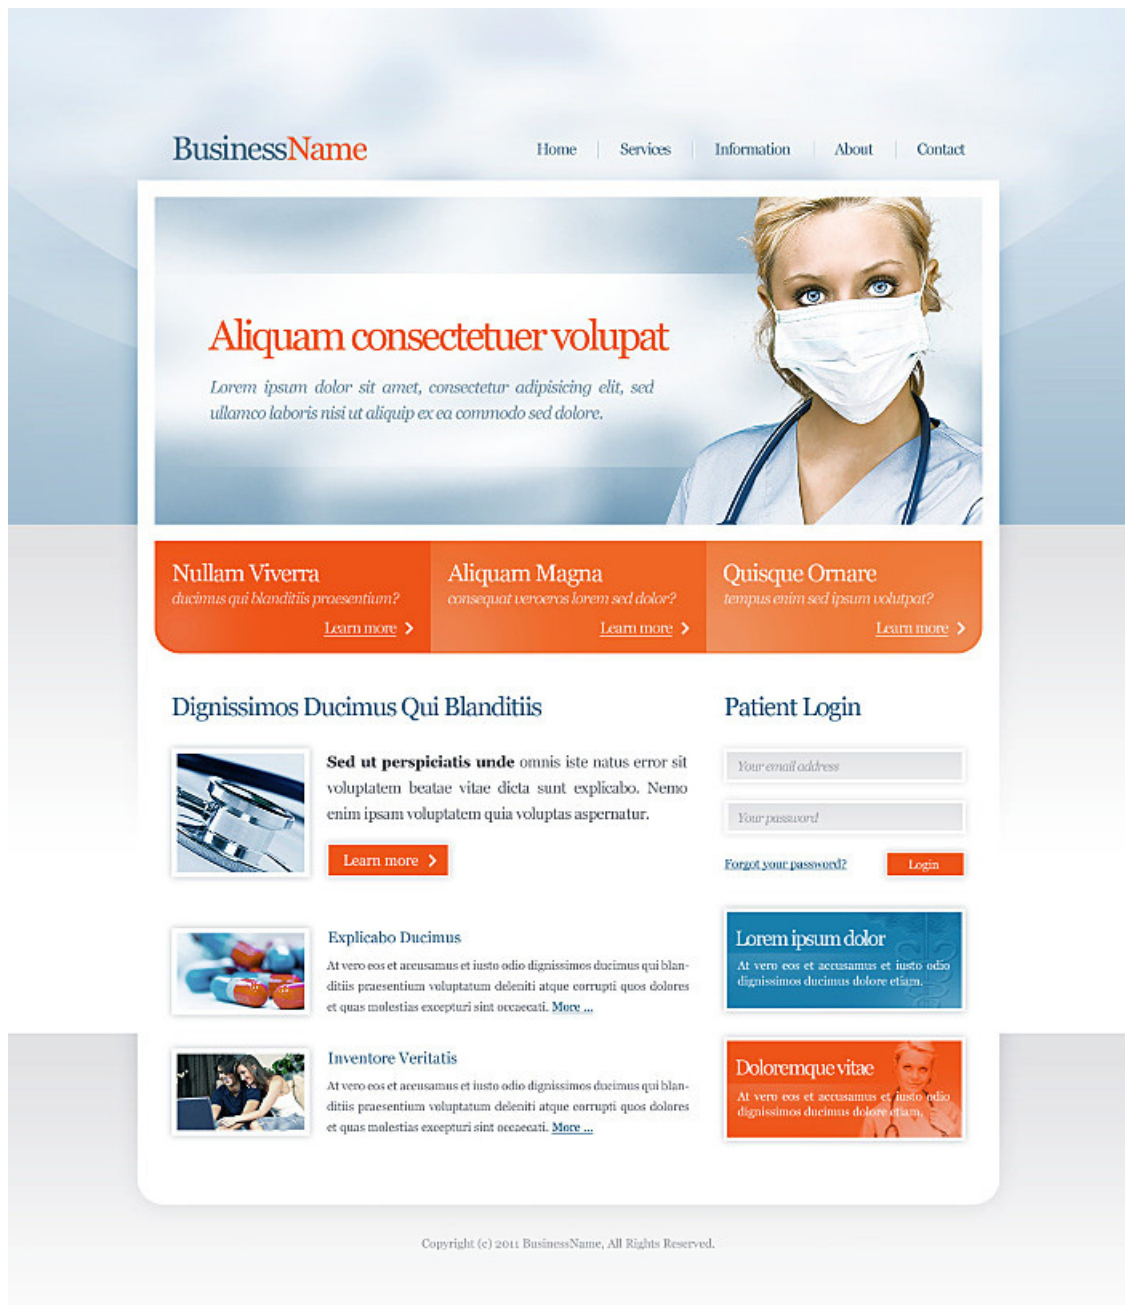 BusinessName
Home
Services
Information
About
Contact
Aliquam consectetuer volupat
Lorem ipsum dolor sit amet, consectetur adipisicing elit, sed
ullamco laboris nisi ut aliquip ex ea commodo sed dolore.
Nullam Viverra
ducimus qui blanditiis praesentium?
Learn more
Aliquam Magna
consequat veroeros lorem sed dolor?
Learn more
Quisque Ornare
tempus enim sed ipsum volutpat?
Learn more
Dignissimos Ducimus Qui Blanditiis
Sed ut perspiciatis unde omnis iste natus error sit
voluptatem beatae vitae dicta sunt explicabo. Nemo
enim ipsam voluptatem quia voluptas aspernatur.
Learn more
Explicabo Ducimus
At vero eos et accusamus et iusto odio dignissimos ducimus qui blan-
ditiis praesentium voluptatum deleniti atque corrupti quos dolores
et quas molestias excepturi sint occaecati. More ...
Inventore Veritatis
At vero eos et accusamus et iusto odio dignissimos ducimus qui blan-
ditiis praesentium voluptatum deleniti atque corrupti quos dolores
et quas molestias excepturi sint occaecati. More ...
Patient Login
Your email address
Your password
Forgot your password?
Login
Lorem ipsum dolor
At vero eos et accusamus et iusto odio
dignissimos ducimus dolore etiam.
Doloremque vitae
At vero eos et accusamus et iusto odio
dignissimos ducimus dolore etiam.
Copyright (c) 2011 BusinessName, All Rights Reserved.